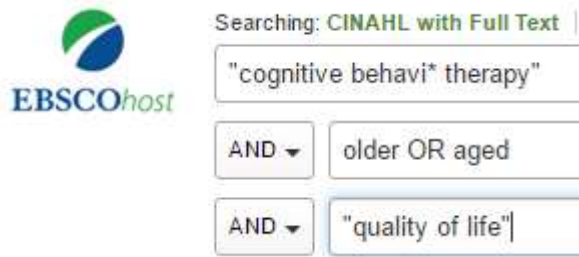 Searching: CINAHL with Full Text |
"cognitive behavi* therapy"
EBSCOhost
AND older OR aged
AND "quality of life"